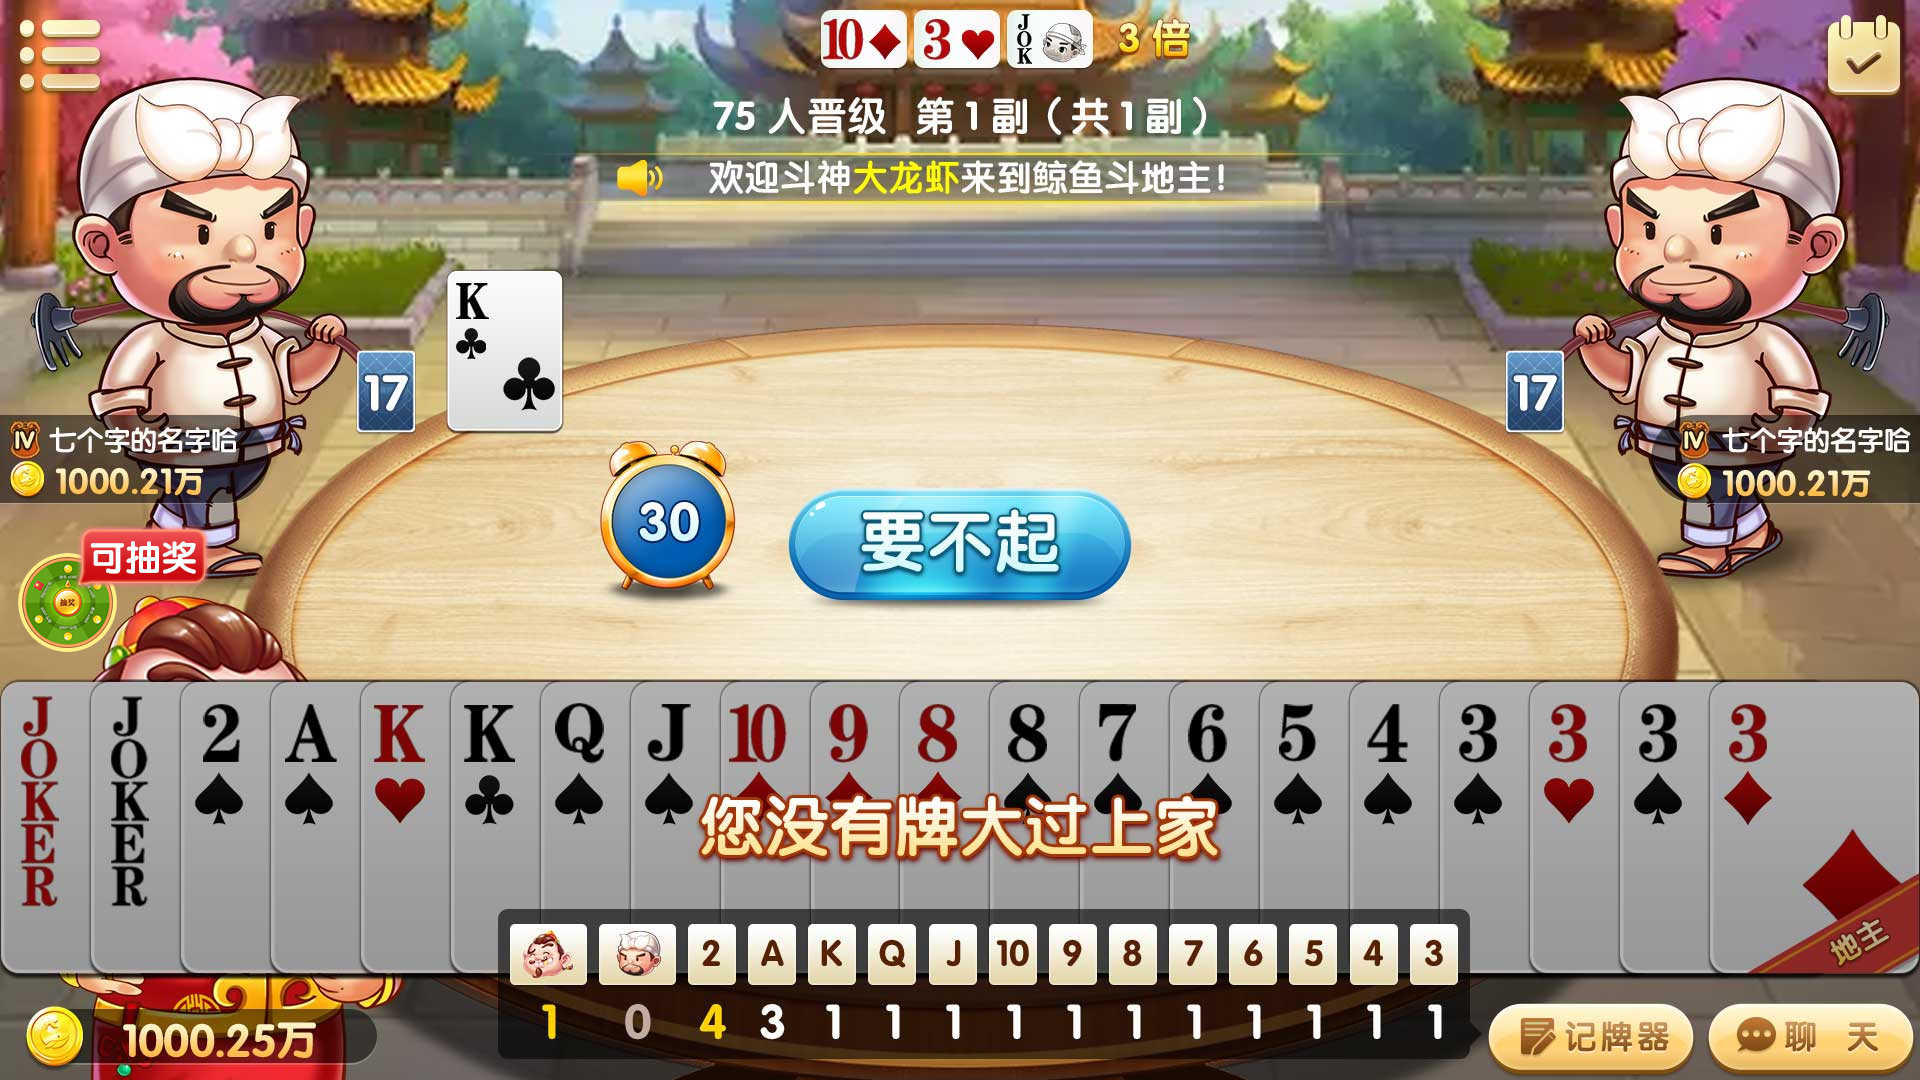 10 3 JOK 3倍
75人晋级 第1副（共1副）
欢迎斗神大龙虾来到鲸鱼斗地主！
K
17
17
IV 七个字的名字哈
1000.21万
IV 七个字的名字哈
1000.21万
30
要不起
可抽奖
抽奖
JOKER JOKER 2 A K K Q J 10 9 8 8 7 6 5 4 3 3 3 3
您没有牌大过上家
地主
2 A K Q J 10 9 8 7 6 5 4 3
1 0 4 3 1 1 1 1 1 1 1 1 1 1 1
1000.25万
记牌器
聊 天